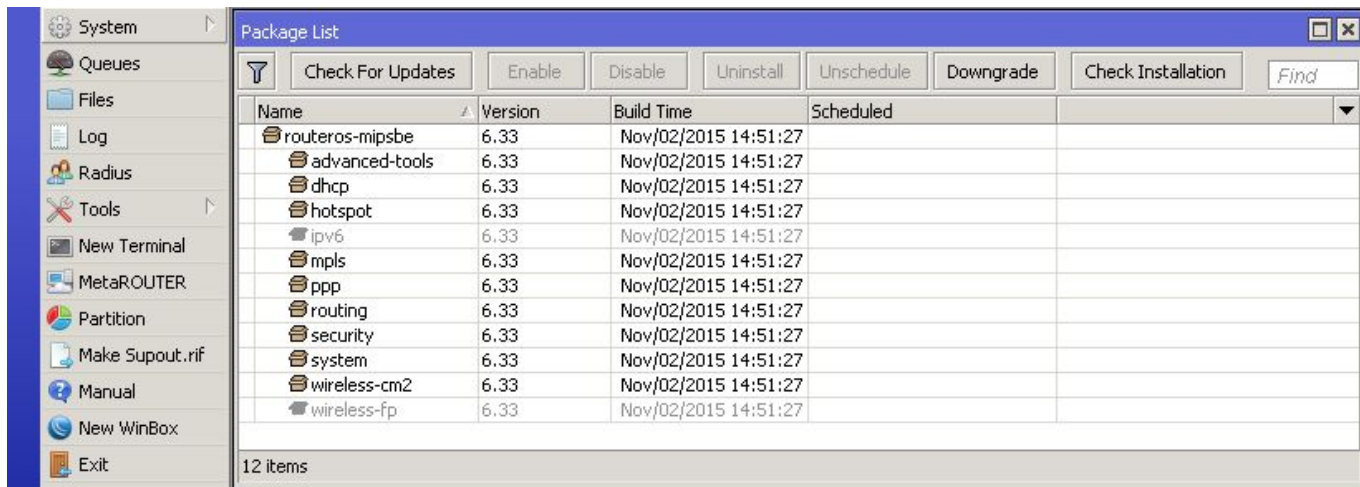 System
Queues
Files
Log
Radius
Tools
New Terminal
MetaROUTER
Partition
Make Supout.rif
Manual
New WinBox
Exit
Package List
Check For Updates Enable Disable Uninstall Unschedule Downgrade Check Installation Find
Name Version Build Time Scheduled
routeros-mipsbe 6.33 Nov/02/2015 14:51:27
advanced-tools 6.33 Nov/02/2015 14:51:27
dhcp 6.33 Nov/02/2015 14:51:27
hotspot 6.33 Nov/02/2015 14:51:27
ipv6 6.33 Nov/02/2015 14:51:27
mpls 6.33 Nov/02/2015 14:51:27
ppp 6.33 Nov/02/2015 14:51:27
routing 6.33 Nov/02/2015 14:51:27
security 6.33 Nov/02/2015 14:51:27
system 6.33 Nov/02/2015 14:51:27
wireless-cm2 6.33 Nov/02/2015 14:51:27
wireless-fp 6.33 Nov/02/2015 14:51:27
12 items